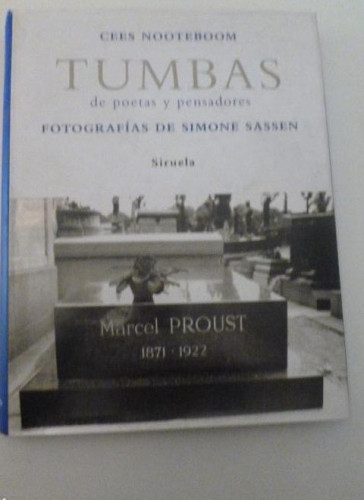 CEES NOOTEBOOM
TUMBAS
de poetas y pensadores
FOTOGRAFÍAS DE SIMONE SASSEN
Siruela
Marcel PROUST
1871 - 1922